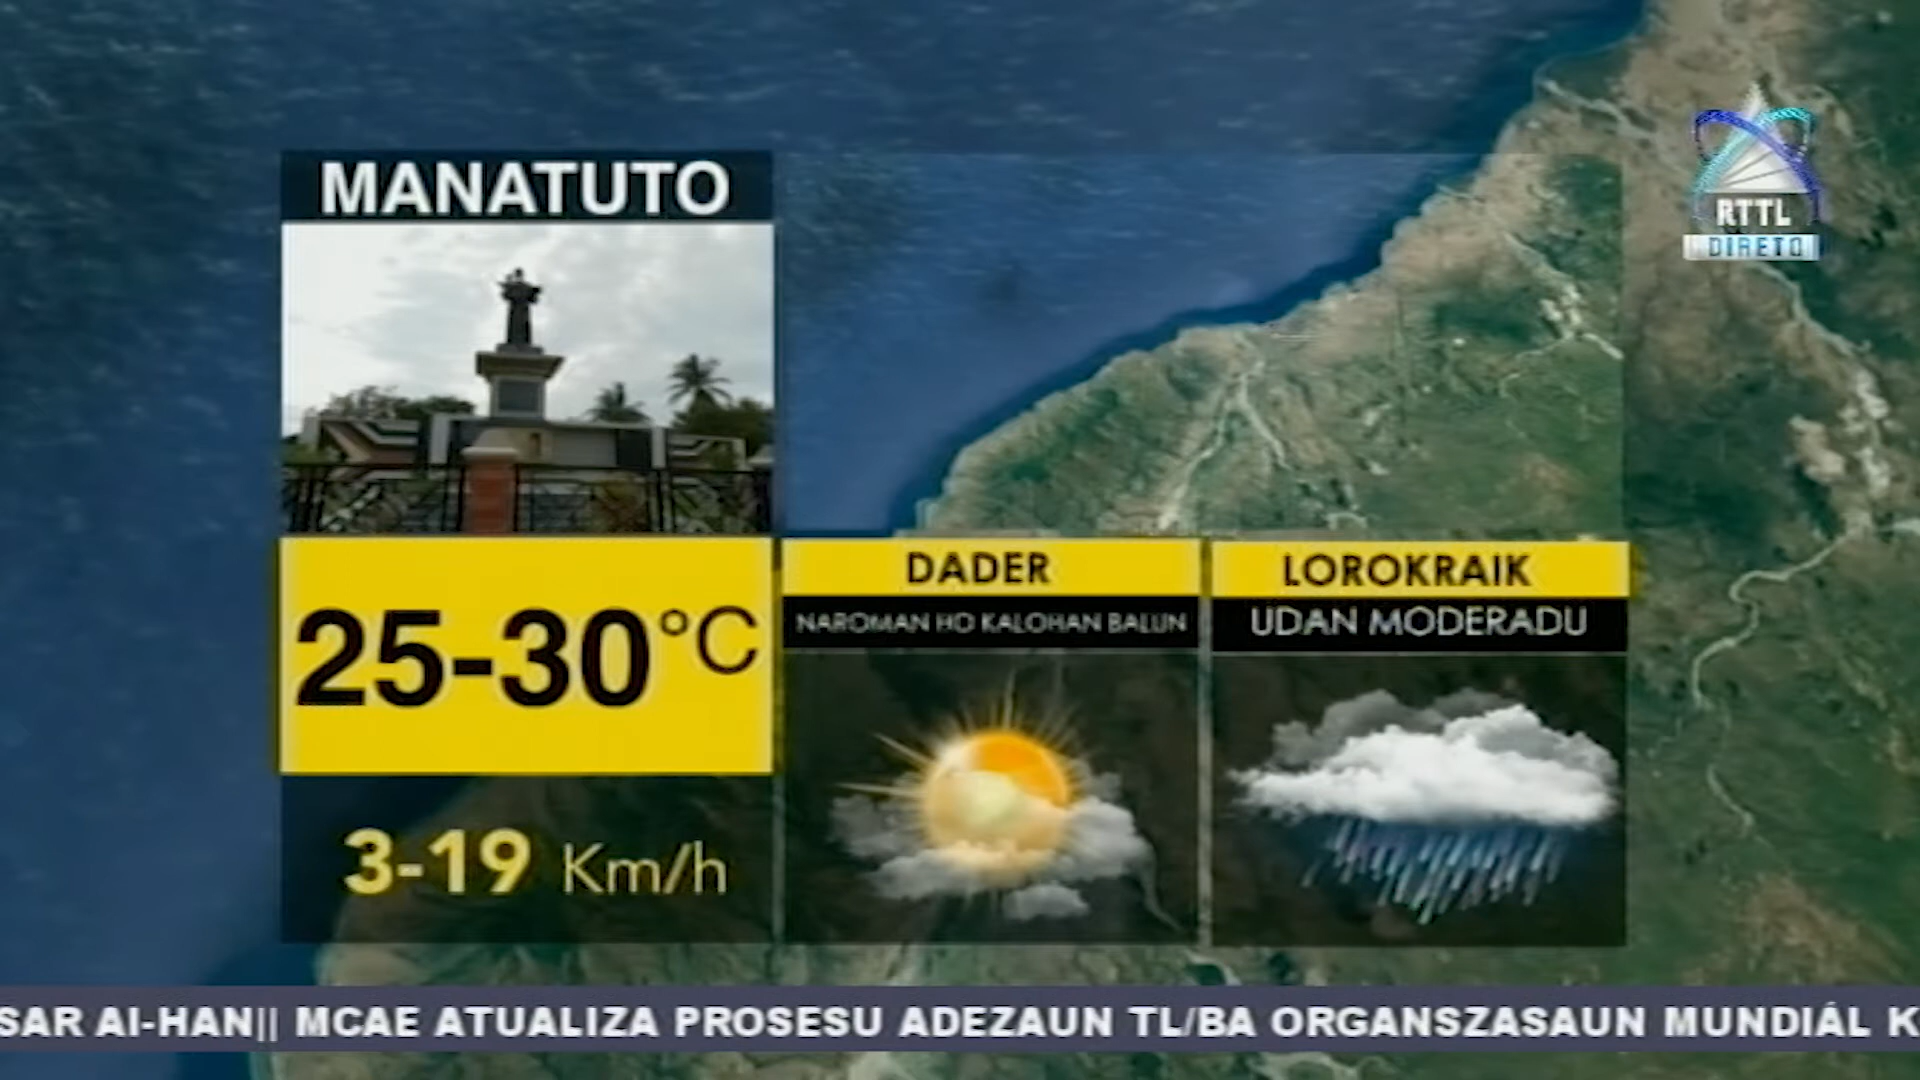 MANATUTO
RTTL
DIRETO
25-30°C
DADER
NAROMAN HO KALOHAN BALUN
LOROKRAIK
UDAN MODERADU
3-19 Km/h
SAR AI-HAN|| MCAE ATUALIZA PROSESU ADEZAUN TL/BA ORGANSZASAUN MUNDIÁL K